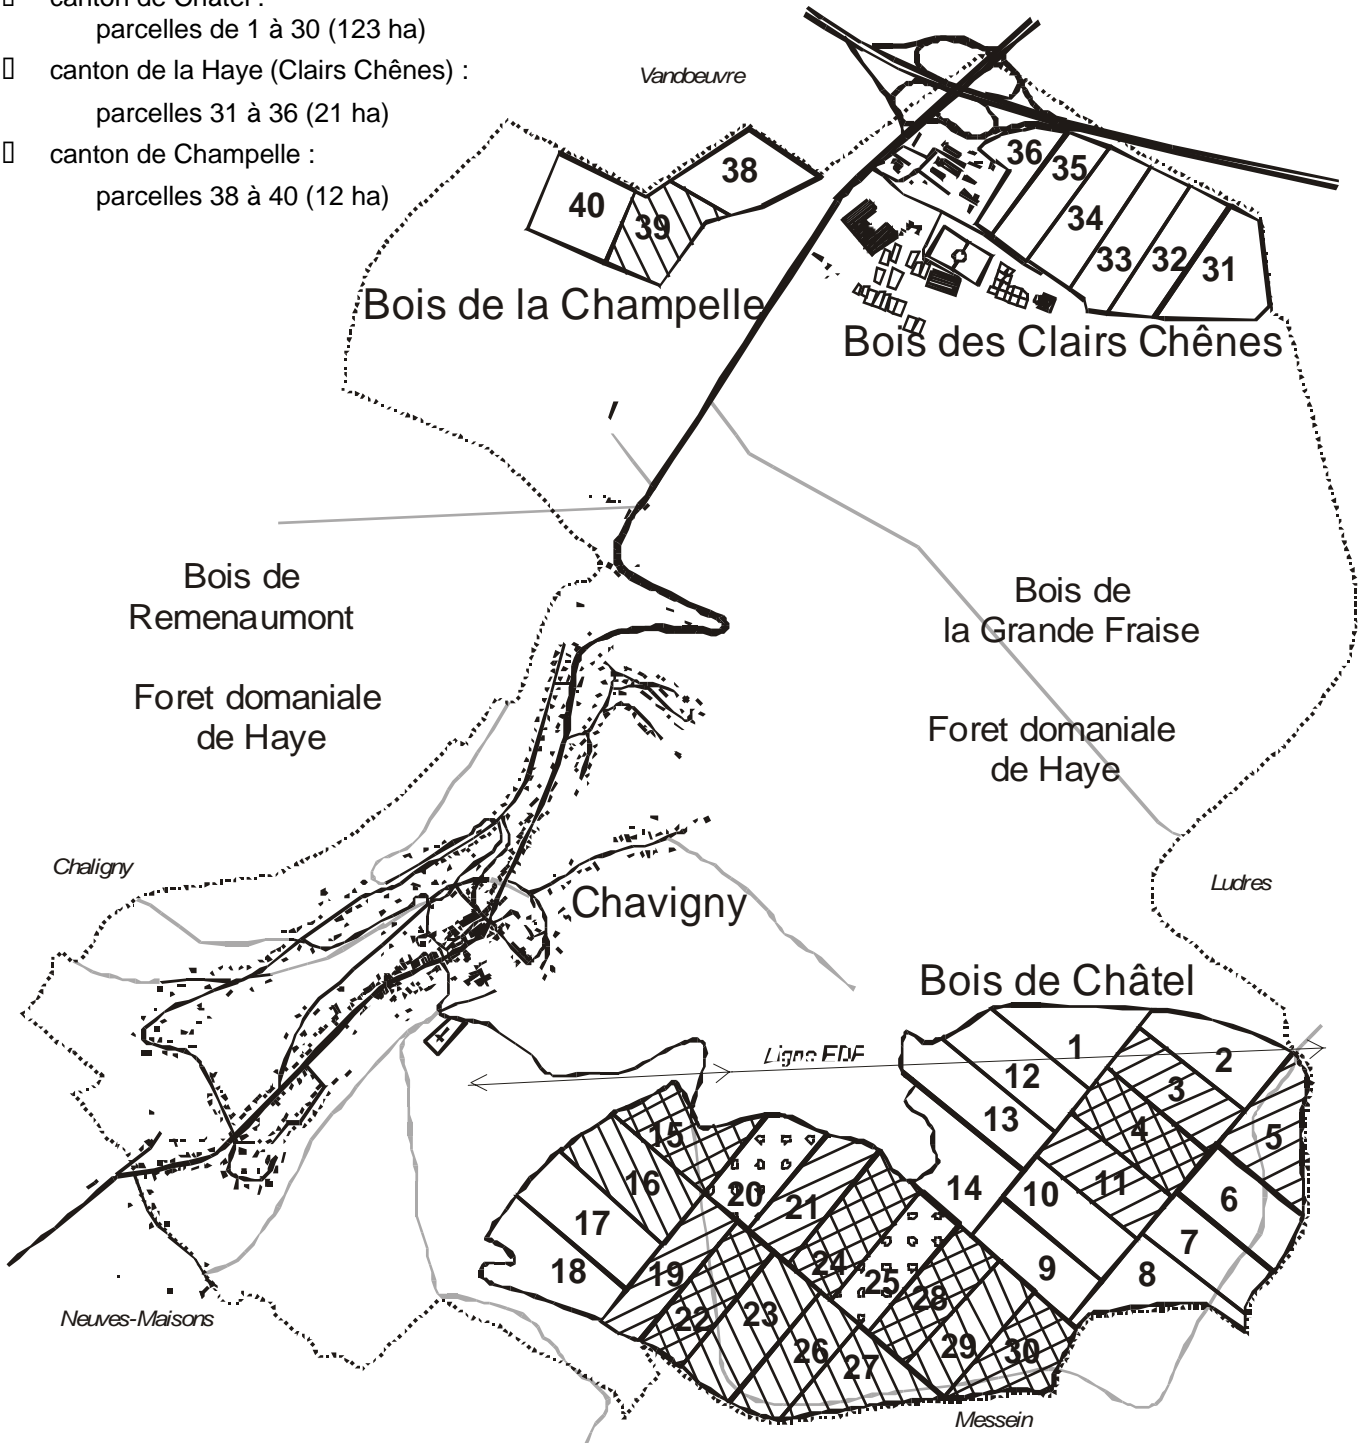 canton de Châtel :
parcelles de 1 à 30 (123 ha)
canton de la Haye (Clairs Chênes) :
parcelles 31 à 36 (21 ha)
canton de Champelle :
parcelles 38 à 40 (12 ha)
Vandoeuvre
36
35
38
40
39
34
33
32
31
Bois de la Champelle
Bois des Clairs Chênes
Bois de
Remenaumont
Bois de
la Grande Fraise
Foret domaniale
de Haye
Foret domaniale
de Haye
Chaligny
Ludres
Chavigny
Bois de Châtel
Ligne EDF
1
2
12
3
13
4
5
15
16
20
21
14
10
11
6
17
7
18
19
24
25
9
8
22
23
28
26
27
29
30
Neuves-Maisons
Messein